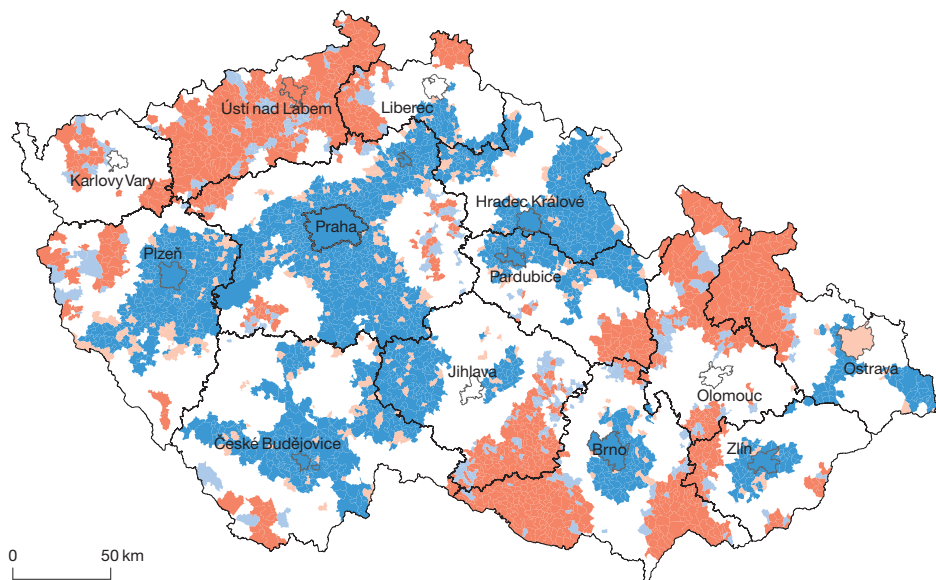 Ústí nad Labem
Liberec
Karlovy Vary
Hradec Králové
Praha
Plzeň
Pardubice
Jihlava
Ostrava
Olomouc
České Budějovice
Brno
Zlín
0 50 km